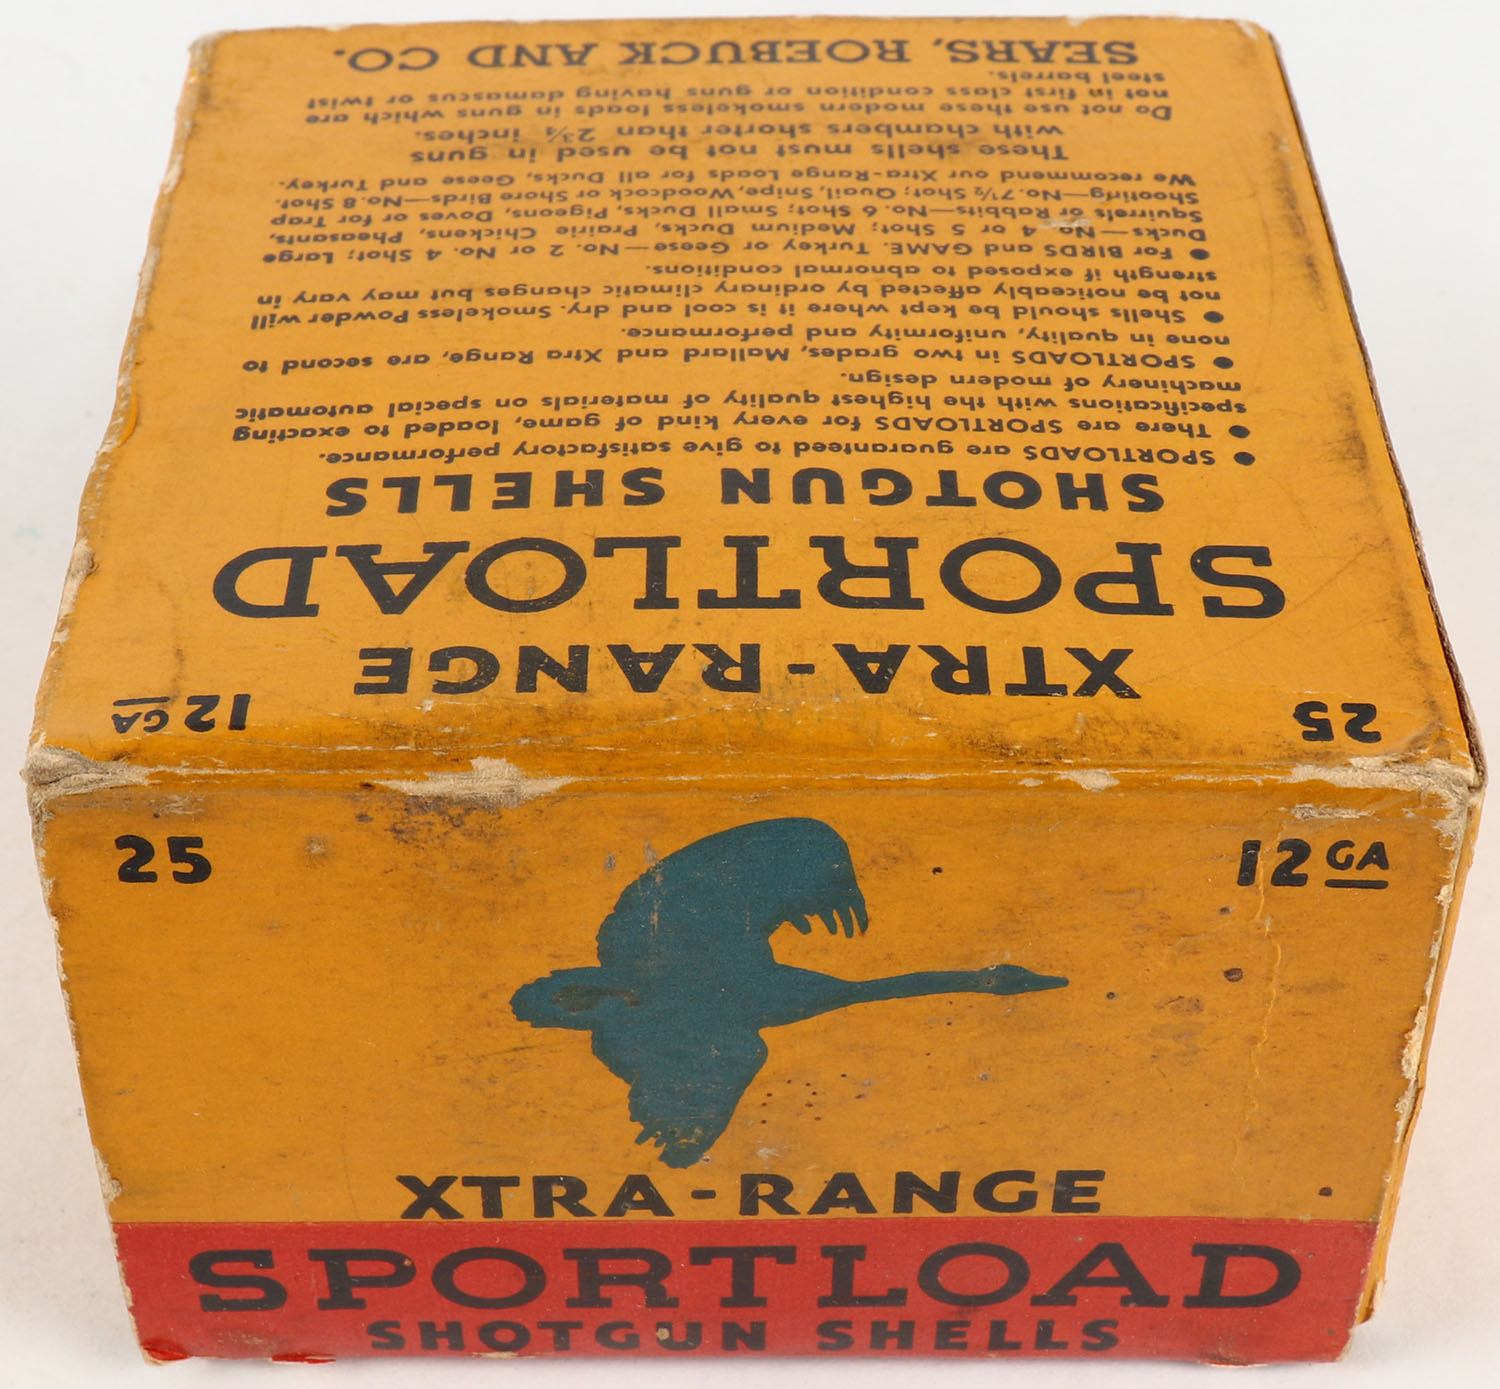 25
12 GA
XTRA-RANGE
SPORTLOAD
SHOTGUN SHELLS
25
12 GA
XTRA-RANGE
SPORTLOAD
SHOTGUN SHELLS
● SPORTLOADS are guaranteed to give satisfactory performance.
● There are SPORTLOADS for every kind of game, loaded to exacting
specifications with the highest quality of materials on special automatic
machinery of modern design.
● SPORTLOADS in two grades, Mallard and Xtra Range, are second to
none in quality, uniformity and performance.
● Shells should be kept where it is cool and dry. Smokeless Powder will
not be noticeably affected by ordinary climatic changes but may vary in
strength if exposed to abnormal conditions.
● For BIRDS and GAME. Turkey or Geese—No. 2 or No. 4 Shot; Large
Ducks—No. 4 or 5 Shot; Medium Ducks, Prairie Chickens, Pheasants,
Squirrels or Rabbits—No. 6 Shot; Small Ducks, Pigeons, Doves or for Trap
Shooting—No. 7½ Shot; Quail, Snipe, Woodcock or Shore Birds—No. 8 Shot.
We recommend our Xtra-Range Loads for all Ducks, Geese and Turkey.
These shells must not be used in guns
with chambers shorter than 2¾ inches.
Do not use these modern smokeless loads in guns which are
not in first class condition or guns having damascus or twist
steel barrels.
SEARS, ROEBUCK AND CO.